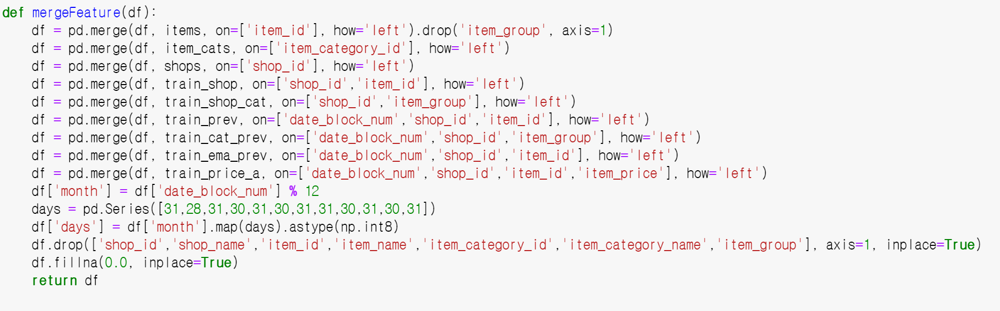 def mergeFeature(df):
    df = pd.merge(df, items, on=['item_id'], how='left').drop('item_group', axis=1)
    df = pd.merge(df, item_cats, on=['item_category_id'], how='left')
    df = pd.merge(df, shops, on=['shop_id'], how='left')
    df = pd.merge(df, train_shop, on=['shop_id','item_id'], how='left')
    df = pd.merge(df, train_shop_cat, on=['shop_id','item_group'], how='left')
    df = pd.merge(df, train_prev, on=['date_block_num','shop_id','item_id'], how='left')
    df = pd.merge(df, train_cat_prev, on=['date_block_num','shop_id','item_group'], how='left')
    df = pd.merge(df, train_ema_prev, on=['date_block_num','shop_id','item_id'], how='left')
    df = pd.merge(df, train_price_a, on=['date_block_num','shop_id','item_id','item_price'], how='left')
    df['month'] = df['date_block_num'] % 12
    days = pd.Series([31,28,31,30,31,30,31,31,30,31,30,31])
    df['days'] = df['month'].map(days).astype(np.int8)
    df.drop(['shop_id','shop_name','item_id','item_name','item_category_id','item_category_name','item_group'], axis=1, inplace=True)
    df.fillna(0.0, inplace=True)
    return df